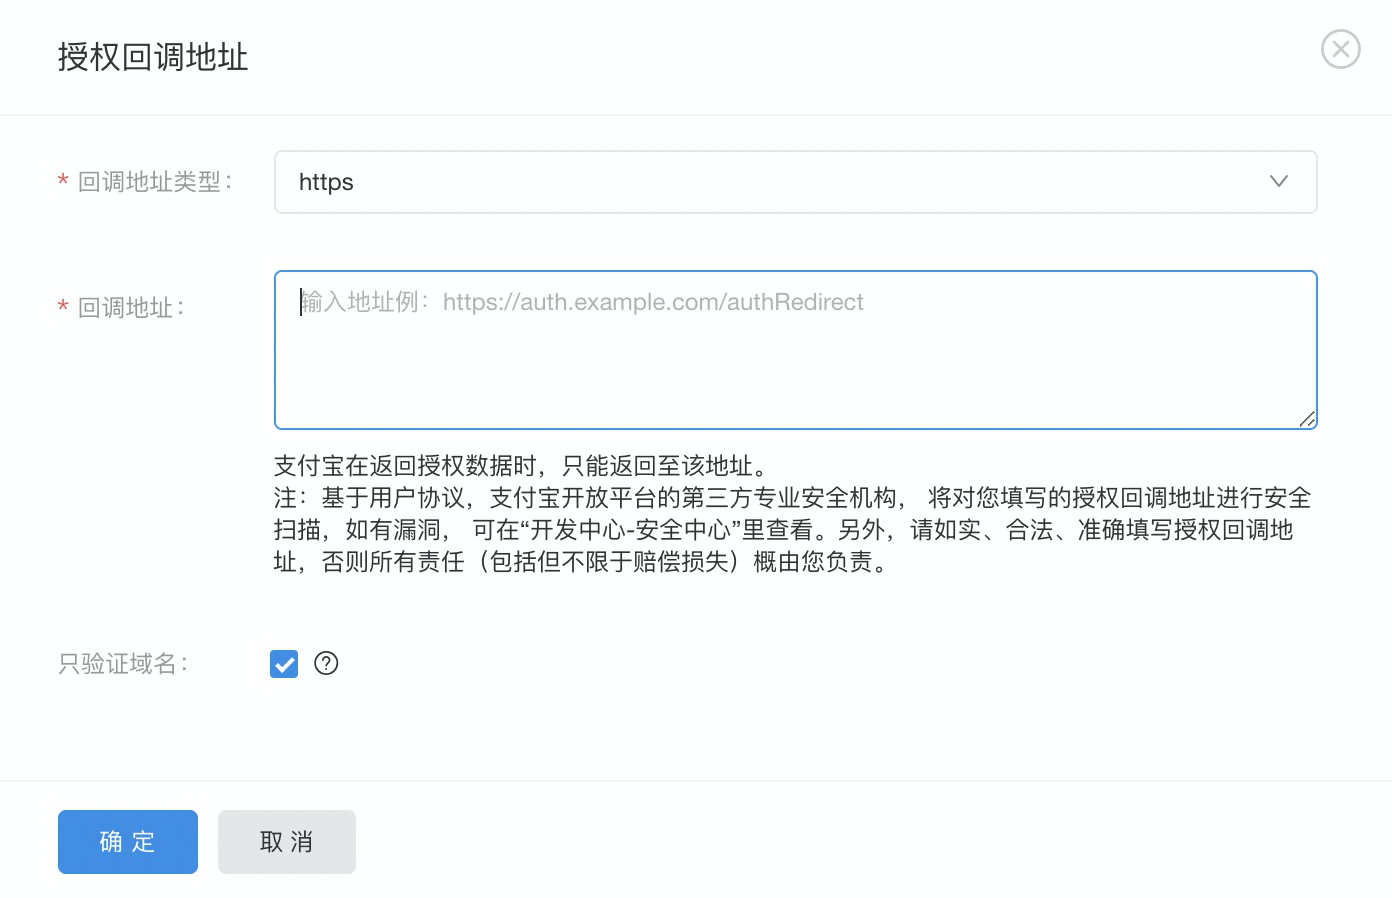 授权回调地址
* 回调地址类型：
https
* 回调地址：
输入地址例：https://auth.example.com/authRedirect
支付宝在返回授权数据时，只能返回至该地址。
注：基于用户协议，支付宝开放平台的第三方专业安全机构， 将对您填写的授权回调地址进行安全
扫描，如有漏洞， 可在“开发中心-安全中心”里查看。另外，请如实、合法、准确填写授权回调地
址，否则所有责任（包括但不限于赔偿损失）概由您负责。
只验证域名：
确 定
取 消